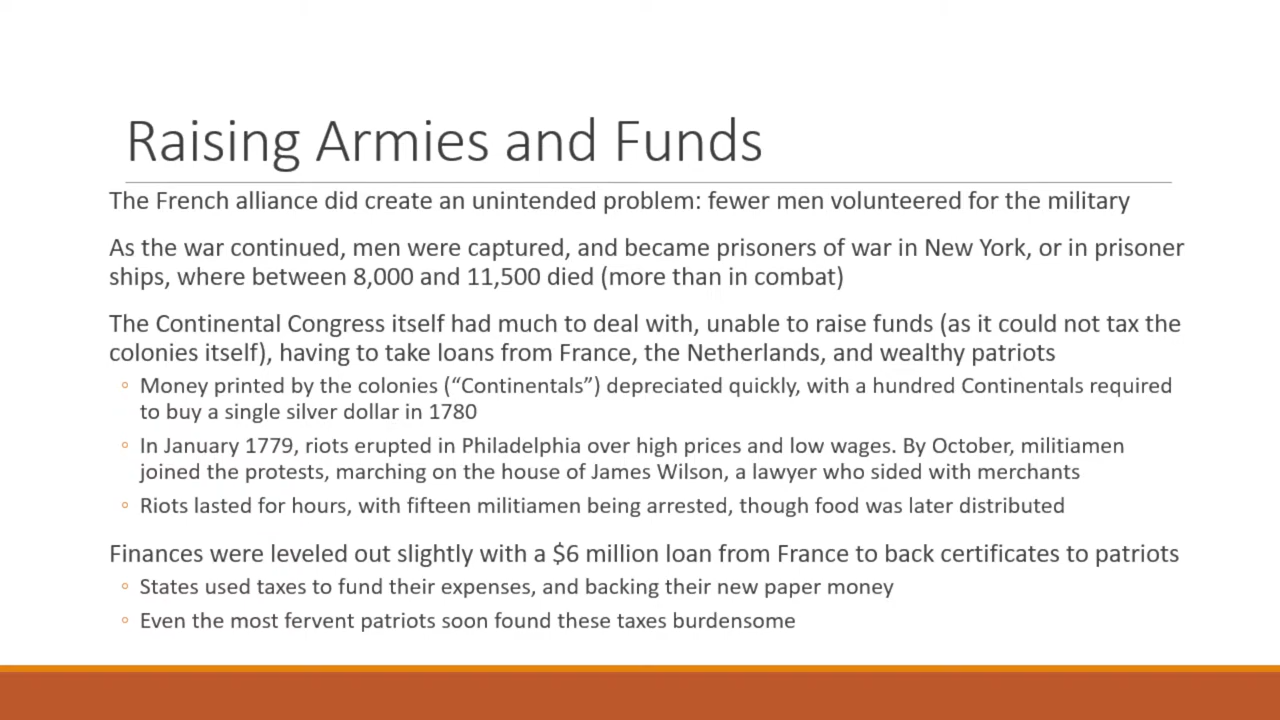 Raising Armies and Funds
The French alliance did create an unintended problem: fewer men volunteered for the military
As the war continued, men were captured, and became prisoners of war in New York, or in prisoner
ships, where between 8,000 and 11,500 died (more than in combat)
The Continental Congress itself had much to deal with, unable to raise funds (as it could not tax the
colonies itself), having to take loans from France, the Netherlands, and wealthy patriots
◦ Money printed by the colonies (“Continentals”) depreciated quickly, with a hundred Continentals required
to buy a single silver dollar in 1780
◦ In January 1779, riots erupted in Philadelphia over high prices and low wages. By October, militiamen
joined the protests, marching on the house of James Wilson, a lawyer who sided with merchants
◦ Riots lasted for hours, with fifteen militiamen being arrested, though food was later distributed
Finances were leveled out slightly with a $6 million loan from France to back certificates to patriots
◦ States used taxes to fund their expenses, and backing their new paper money
◦ Even the most fervent patriots soon found these taxes burdensome